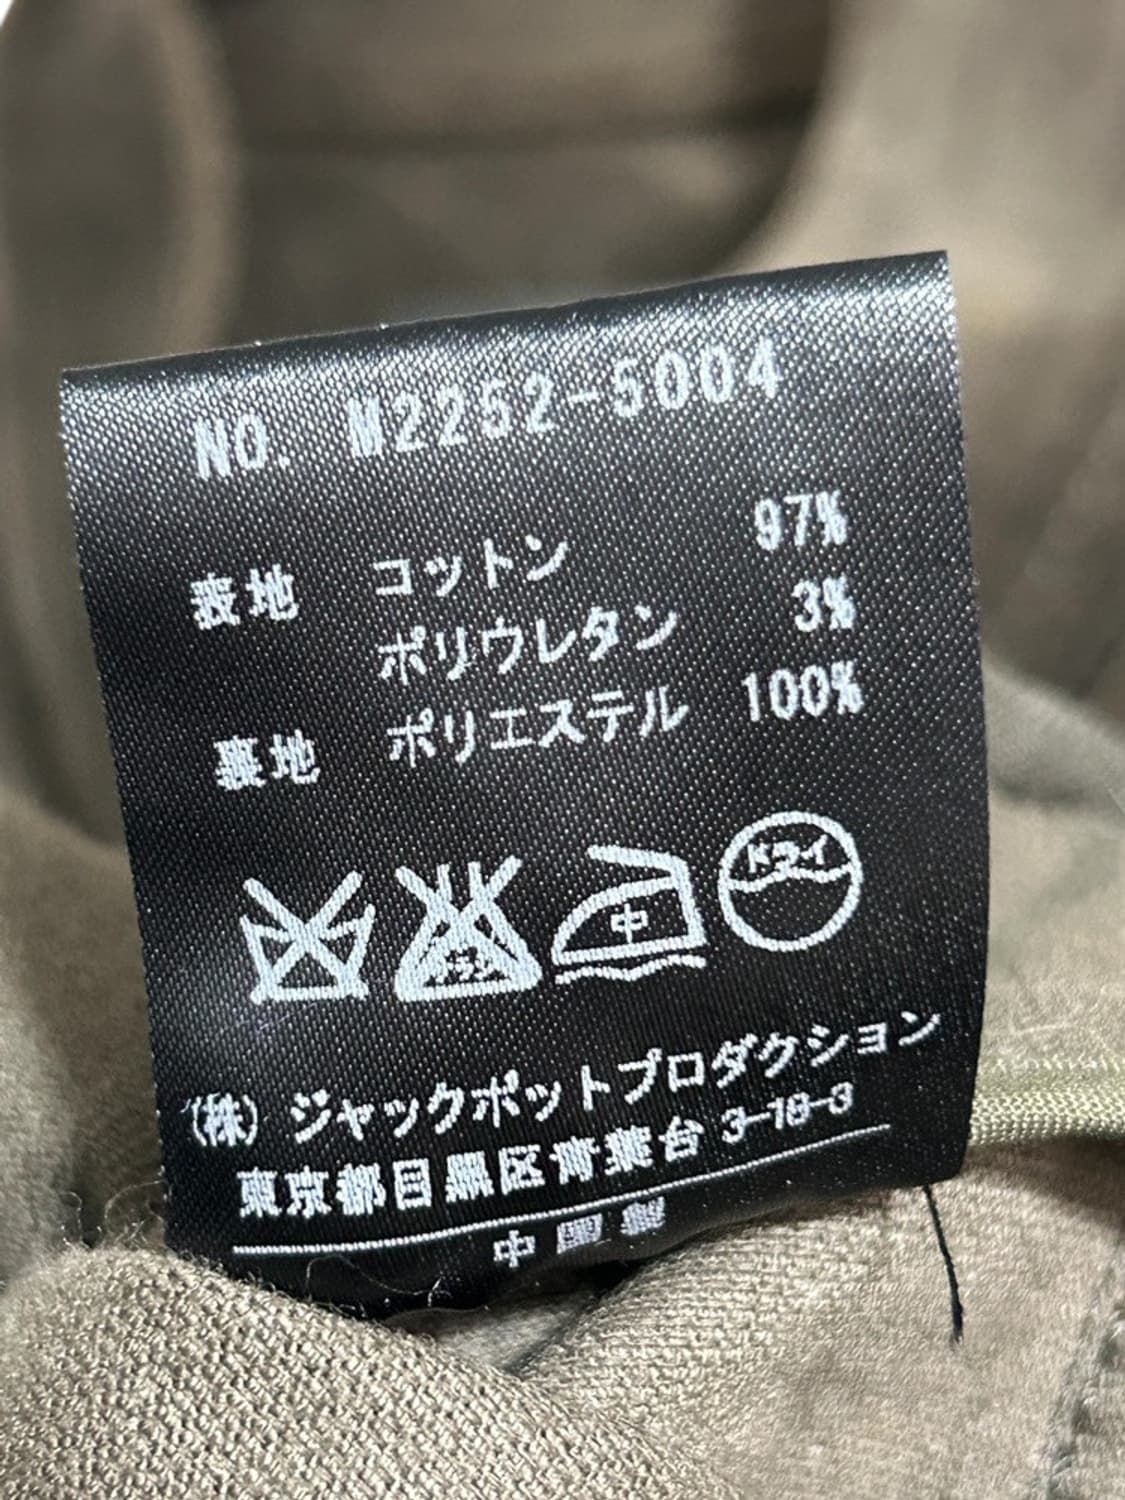 NO. M2252-5004
表地 コットン 97%
ポリウレタン 3%
裏地 ポリエステル 100%
中 ドライ
(株) ジャックポットプロダクション
東京都目黒区青葉台 3-18-3
中国製